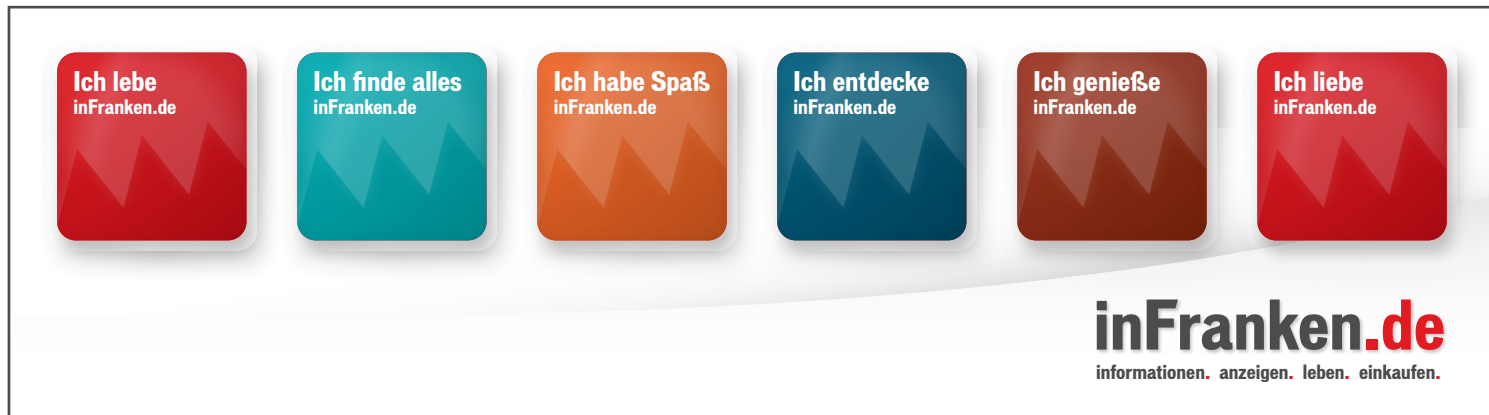 Ich lebe
inFranken.de
Ich finde alles
inFranken.de
Ich habe Spaß
inFranken.de
Ich entdecke
inFranken.de
Ich genieße
inFranken.de
Ich liebe
inFranken.de
inFranken.de
informationen. anzeigen. leben. einkaufen.